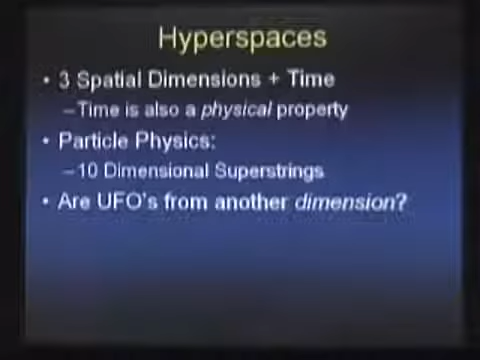 Hyperspaces
• 3 Spatial Dimensions + Time
–Time is also a physical property
• Particle Physics:
–10 Dimensional Superstrings
• Are UFO's from another dimension?